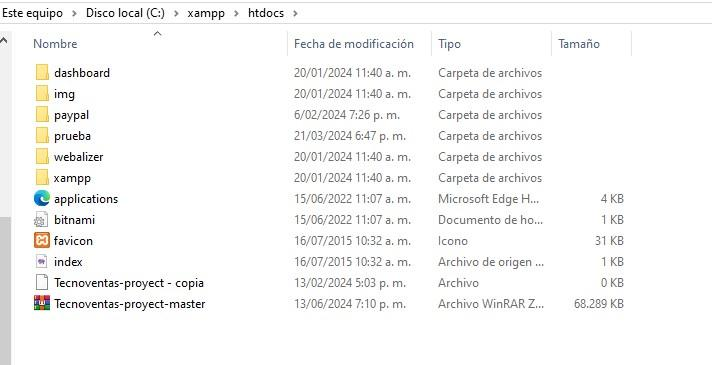 Este equipo > Disco local (C:) > xampp > htdocs >
Nombre Fecha de modificación Tipo Tamaño
dashboard 20/01/2024 11:40 a. m. Carpeta de archivos
img 20/01/2024 11:40 a. m. Carpeta de archivos
paypal 6/02/2024 7:26 p. m. Carpeta de archivos
prueba 21/03/2024 6:47 p. m. Carpeta de archivos
webalizer 20/01/2024 11:40 a. m. Carpeta de archivos
xampp 20/01/2024 11:40 a. m. Carpeta de archivos
applications 15/06/2022 11:07 a. m. Microsoft Edge H... 4 KB
bitnami 15/06/2022 11:07 a. m. Documento de ho... 1 KB
favicon 16/07/2015 10:32 a. m. Icono 31 KB
index 16/07/2015 10:32 a. m. Archivo de origen ... 1 KB
Tecnoventas-proyect - copia 13/02/2024 5:03 p. m. Archivo 0 KB
Tecnoventas-proyect-master 13/06/2024 7:10 p. m. Archivo WinRAR Z... 68.289 KB